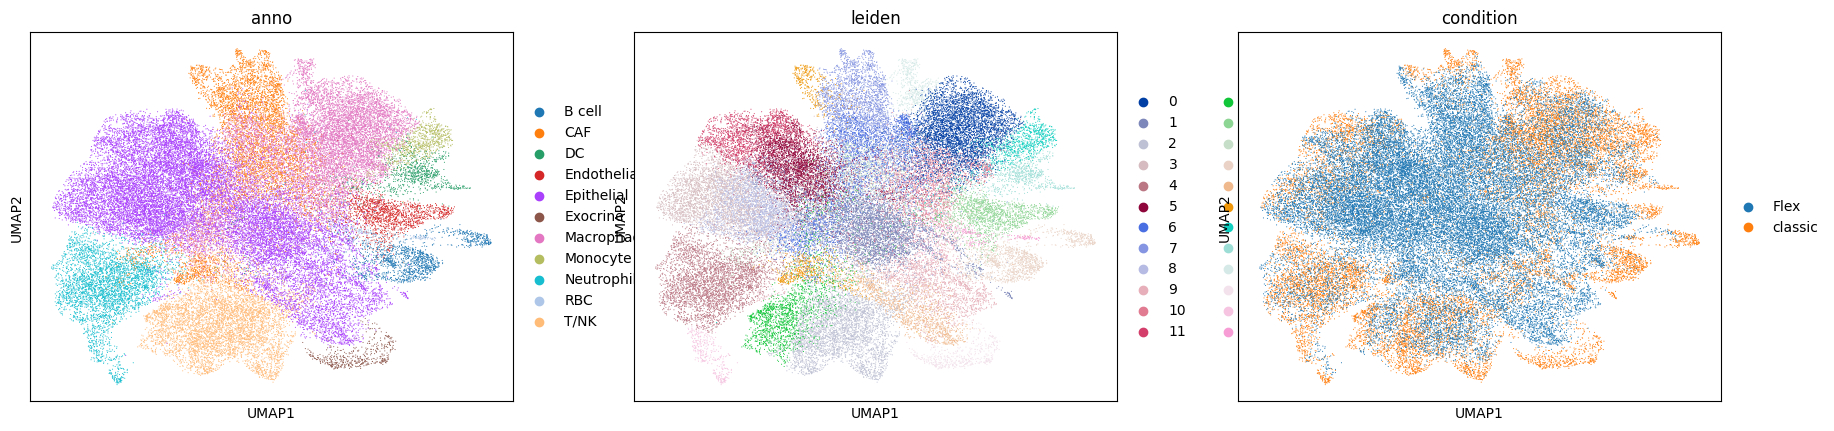 anno
UMAP2
UMAP1
B cell
CAF
DC
Endothelia
Epithelial
Exocrine
Macropha
Monocyte
Neutrophi
RBC
T/NK
leiden
UMAP2
UMAP1
0
1
2
3
4
5
6
7
8
9
10
11
condition
UMAP2
UMAP1
Flex
classic